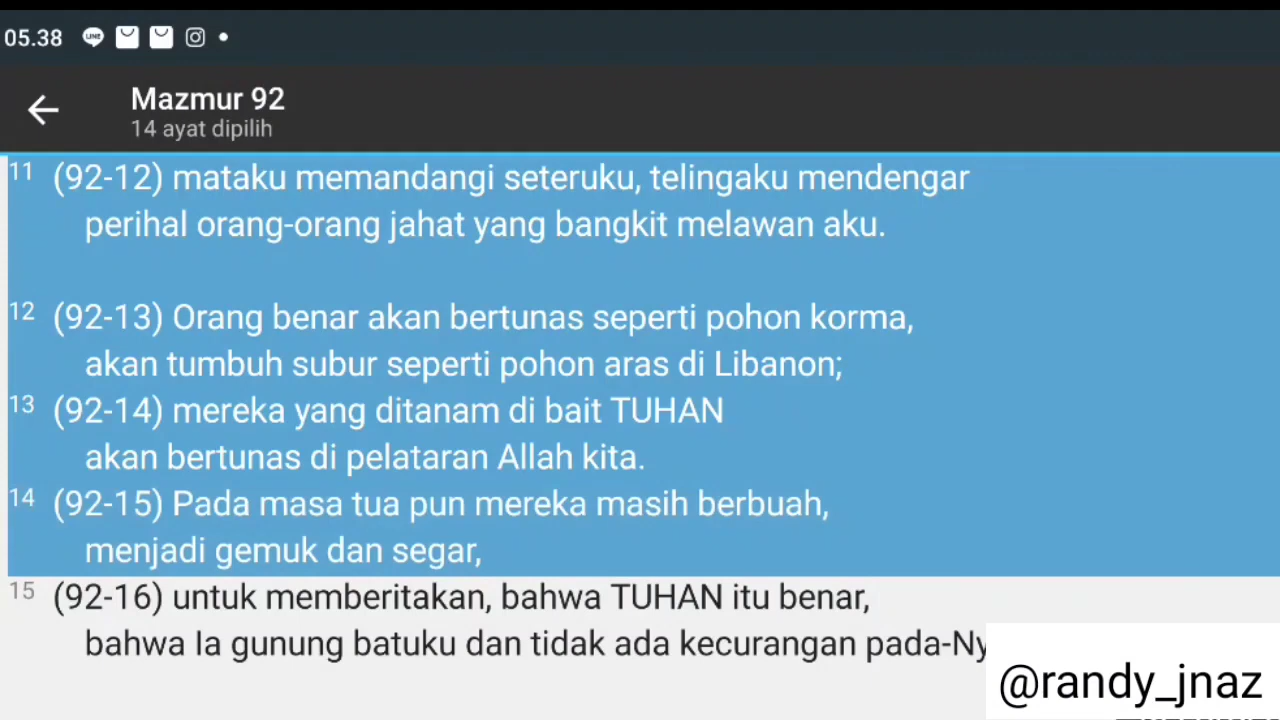 05.38
Mazmur 92
14 ayat dipilih
11 (92-12) mataku memandangi seteruku, telingaku mendengar
perihal orang-orang jahat yang bangkit melawan aku.
12 (92-13) Orang benar akan bertunas seperti pohon korma,
akan tumbuh subur seperti pohon aras di Libanon;
13 (92-14) mereka yang ditanam di bait TUHAN
akan bertunas di pelataran Allah kita.
14 (92-15) Pada masa tua pun mereka masih berbuah,
menjadi gemuk dan segar,
15 (92-16) untuk memberitakan, bahwa TUHAN itu benar,
bahwa Ia gunung batuku dan tidak ada kecurangan pada-Ny
@randy_jnaz